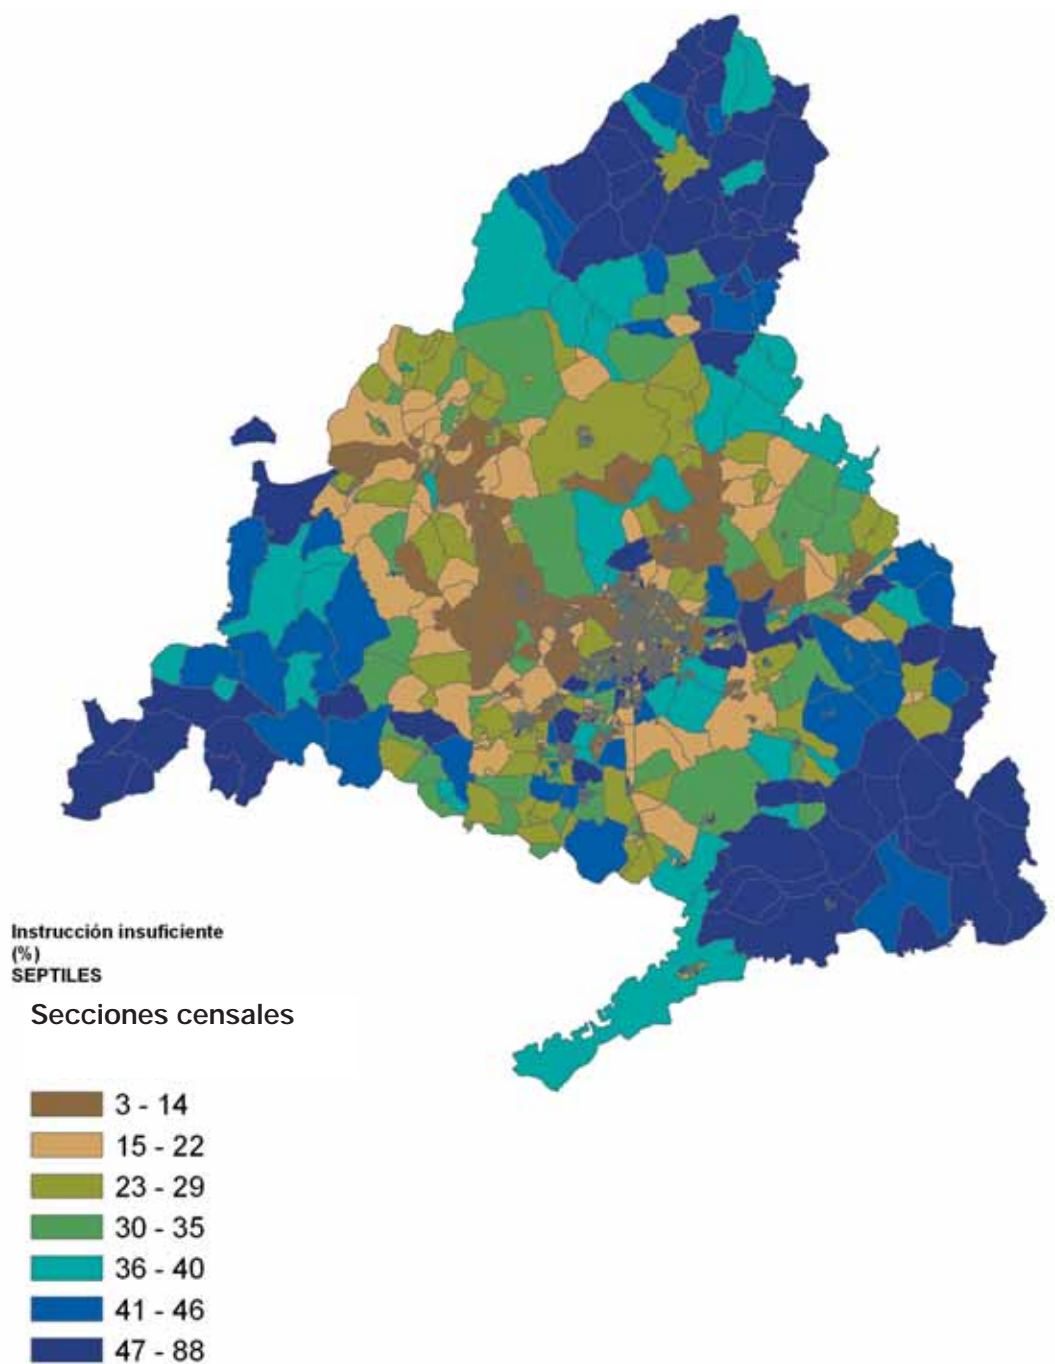 Instrucción insuficiente
(%)
SEPTILES
Secciones censales
3 - 14
15 - 22
23 - 29
30 - 35
36 - 40
41 - 46
47 - 88